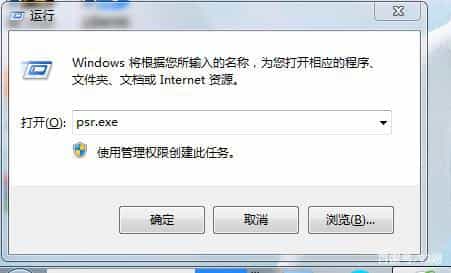 运行
Windows 将根据您所输入的名称，为您打开相应的程序、
文件夹、文档或 Internet 资源。
打开(O): psr.exe
使用管理权限创建此任务。
确定 取消 浏览(B)...